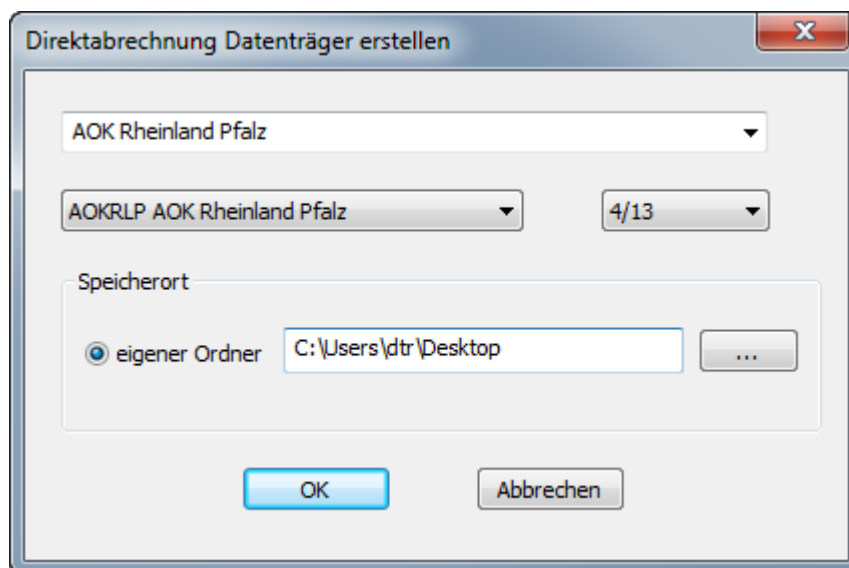 Direktabrechnung Datenträger erstellen
AOK Rheinland Pfalz
AOKRLP AOK Rheinland Pfalz 4/13
Speicherort
eigener Ordner C:\Users\dtr\Desktop ...
OK Abbrechen